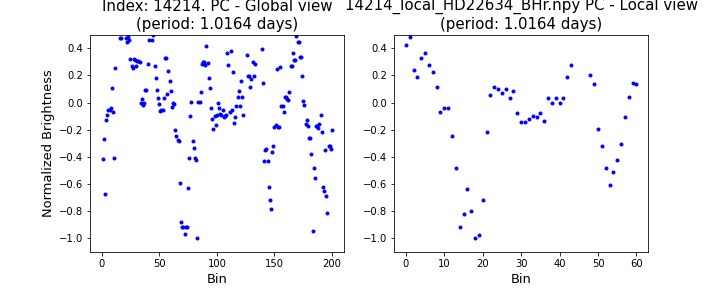 Index: 14214. PC - Global view
(period: 1.0164 days)
14214_local_HD22634_BHr.npy PC - Local view
(period: 1.0164 days)
Normalized Brightness
0.4
0.2
0.0
−0.2
−0.4
−0.6
−0.8
−1.0
0 50 100 150 200
Bin
0.4
0.2
0.0
−0.2
−0.4
−0.6
−0.8
−1.0
0 10 20 30 40 50 60
Bin